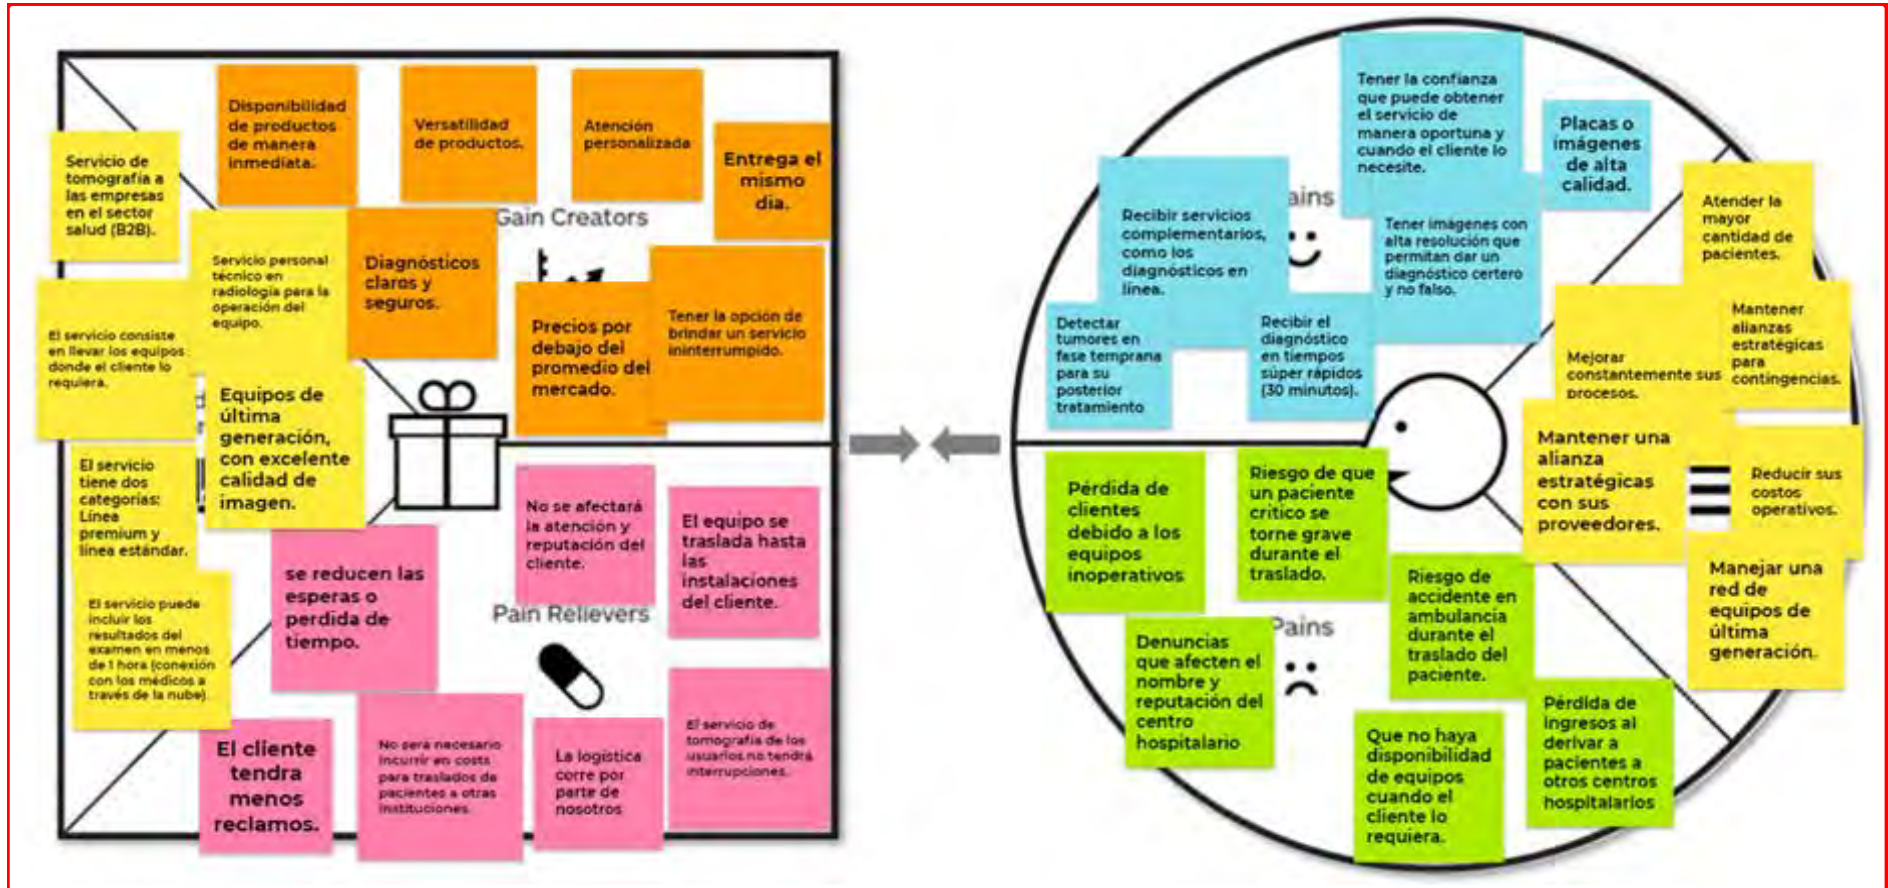 Disponibilidad
de productos
de manera
inmediata.
Versatilidad
de productos.
Atención
personalizada
Entrega el
mismo
dia.
Servicio de
tomografía a
las empresas
en el sector
salud (B2B).
Servicio personal
técnico en
radiología para la
operación del
equipo.
Diagnósticos
claros y
seguros.
Gain Creators
Precios por
debajo del
promedio del
mercado.
Tener la opción de
brindar un servicio
ininterrumpido.
El servicio consiste
en llevar los equipos
donde el cliente lo
requiera.
Equipos de
última
generación,
con excelente
calidad de
imagen.
El servicio
tiene dos
categorías:
Línea
premium y
línea estándar.
El servicio puede
incluir los
resultados del
examen en menos
de 1 hora (conexión
con los médicos a
través de la nube).
No se afectará
la atención y
reputación del
cliente.
El equipo se
traslada hasta
las
instalaciones
del cliente.
se reducen las
esperas o
perdida de
tiempo.
Pain Relievers
El cliente
tendra
menos
reclamos.
No sera necesario
incurrir en costs
para traslados de
pacientes a otras
instituciones.
La logística
corre por
parte de
nosotros
El servicio de
tomografía de los
usuarios no tendrá
interrupciones.
Tener la confianza
que puede obtener
el servicio de
manera oportuna y
cuando el cliente lo
necesite.
Placas o
imágenes
de alta
calidad.
ains
Recibir servicios
complementarios,
como los
diagnósticos en
línea.
Tener imágenes con
alta resolución que
permitan dar un
diagnóstico certero
y no falso.
Detectar
tumores en
fase temprana
para su
posterior
tratamiento
Recibir el
diagnóstico
en tiempos
súper rápidos
(30 minutos).
Atender la
mayor
cantidad de
pacientes.
Mantener
alianzas
estratégicas
para
contingencias.
Mejorar
constantemente sus
procesos.
Mantener una
alianza
estratégicas
con sus
proveedores.
Reducir sus
costos
operativos.
Manejar una
red de
equipos de
última
generación.
Pérdida de
clientes
debido a los
equipos
inoperativos
Riesgo de que
un paciente
crítico se
torne grave
durante el
traslado.
Riesgo de
accidente en
ambulancia
durante el
traslado del
paciente.
Pains
Denuncias
que afecten el
nombre y
reputación del
centro
hospitalario
Que no haya
disponibilidad
de equipos
cuando el
cliente lo
requiera.
Pérdida de
ingresos al
derivar a
pacientes a
otros centros
hospitalarios